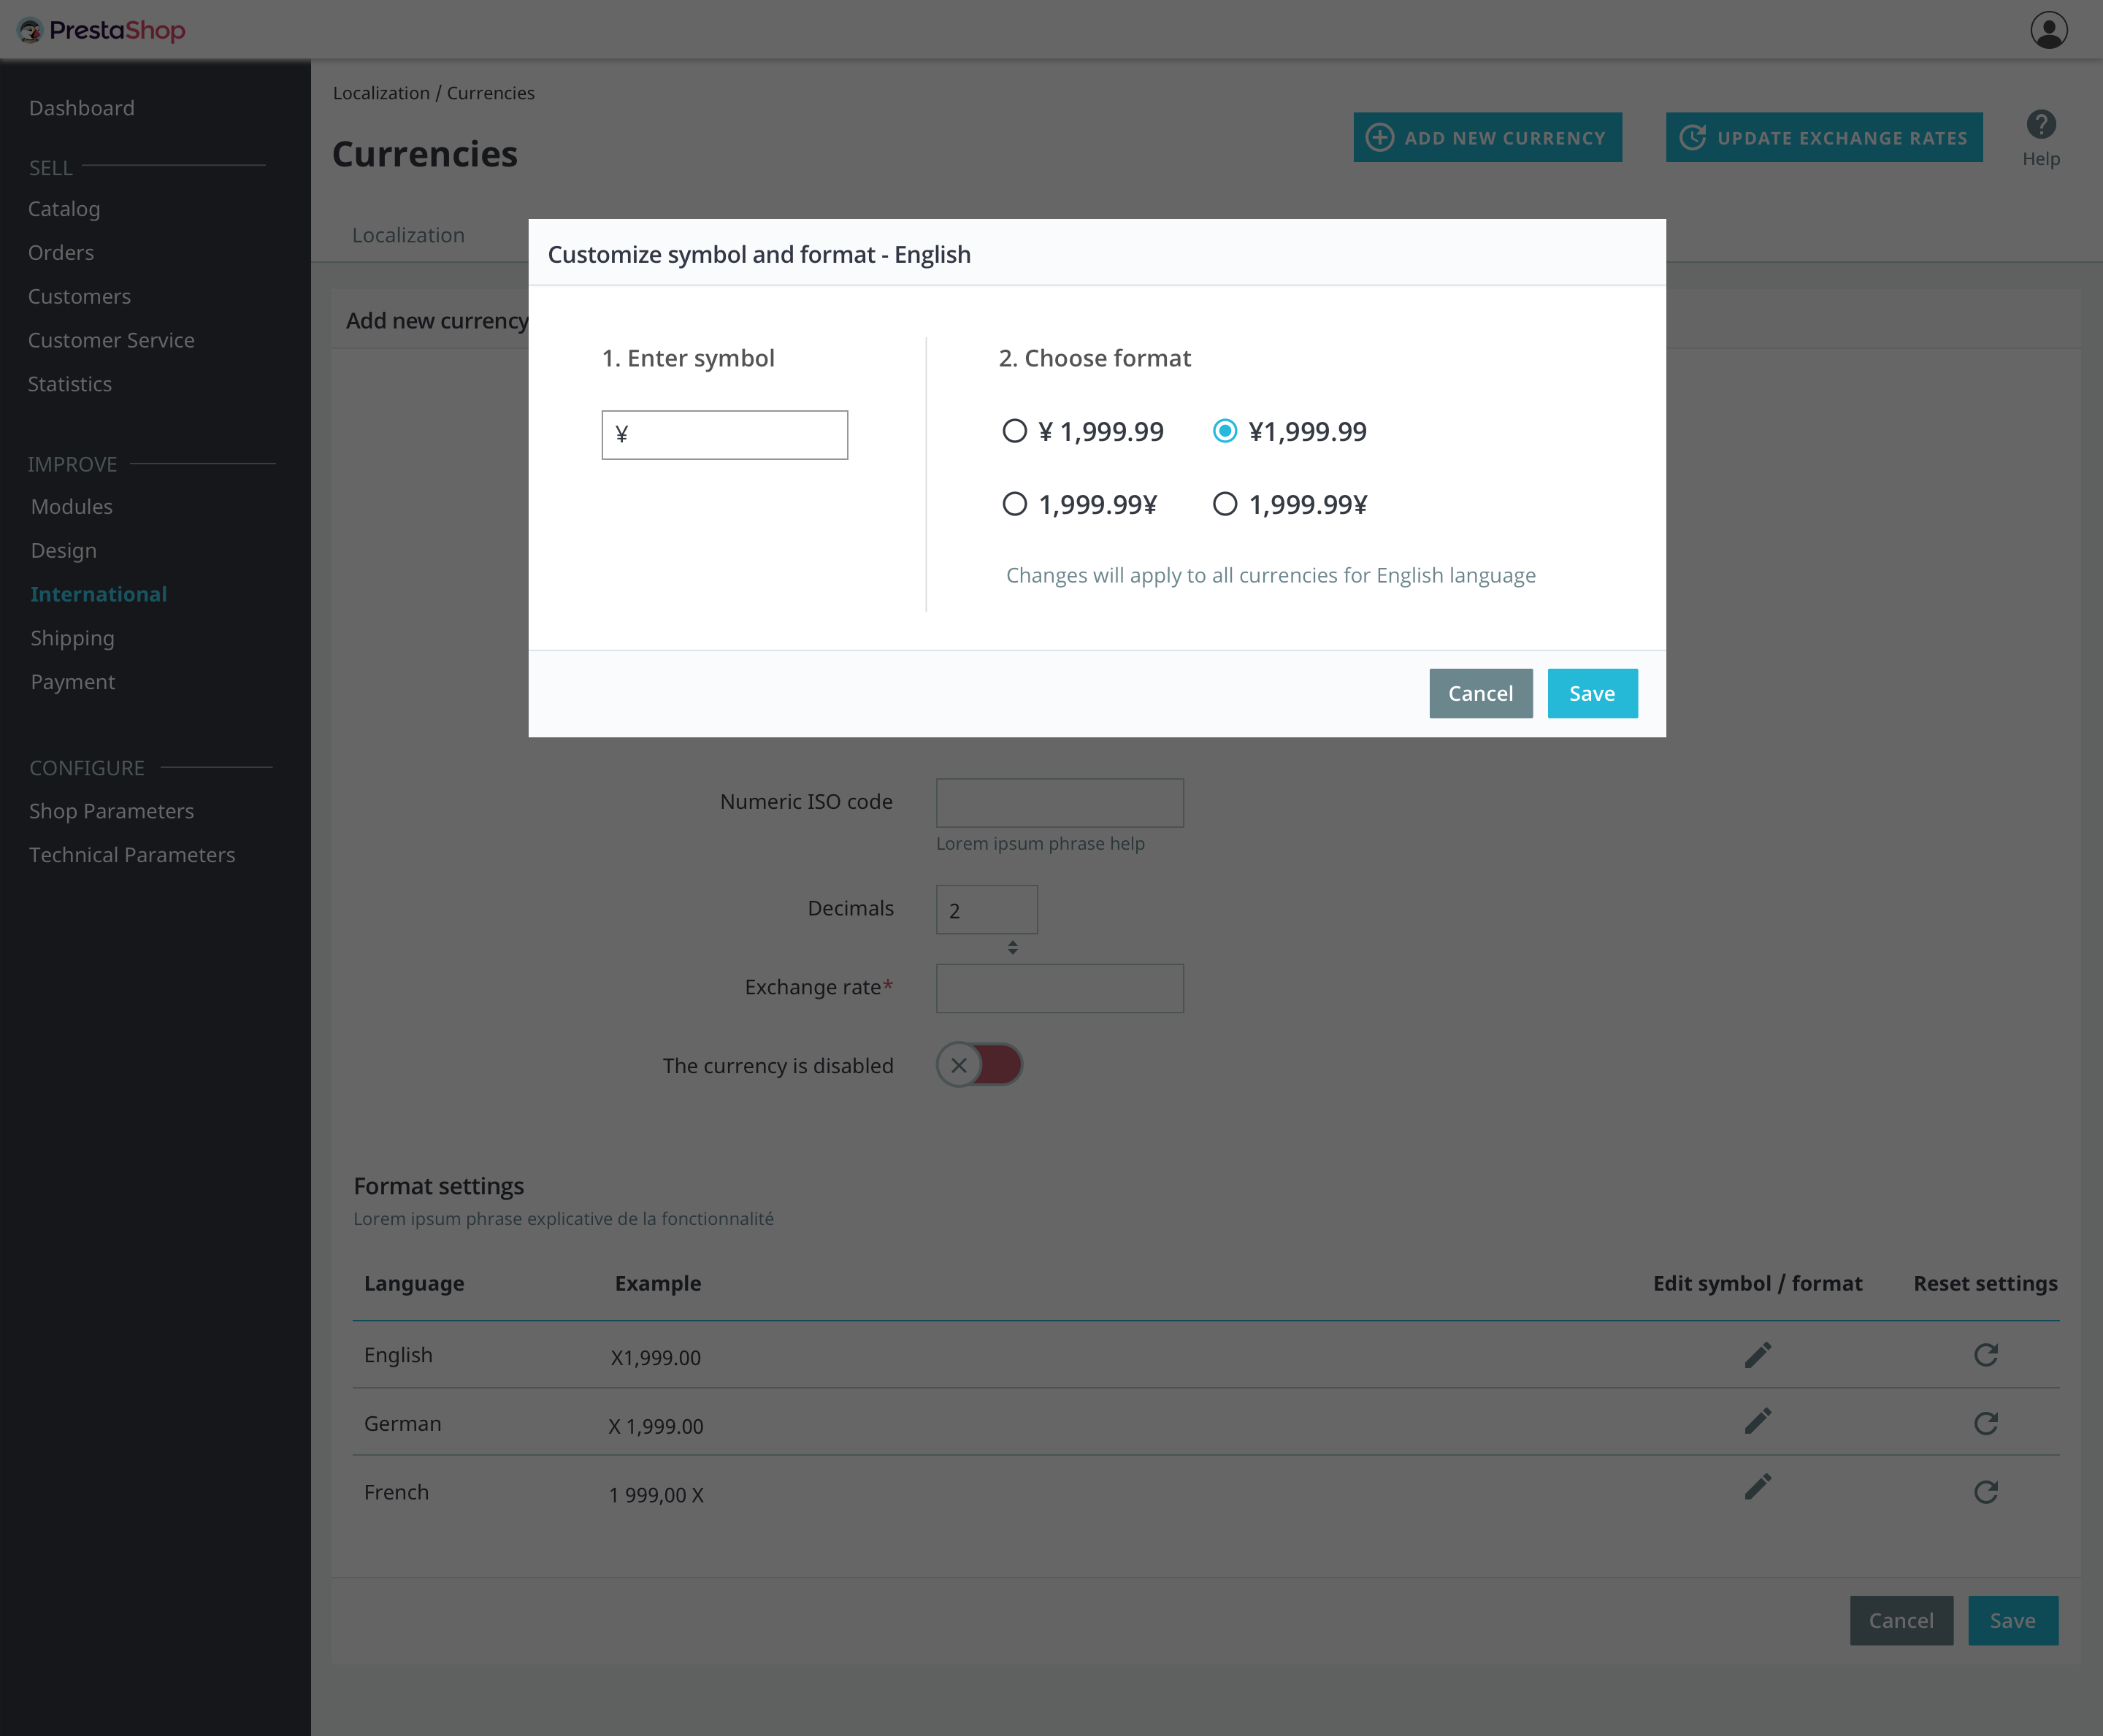 PrestaShop
Dashboard
SELL
Catalog
Orders
Customers
Customer Service
Statistics
IMPROVE
Modules
Design
International
Shipping
Payment
CONFIGURE
Shop Parameters
Technical Parameters
Localization / Currencies
Currencies
ADD NEW CURRENCY
UPDATE EXCHANGE RATES
Help
Localization
Add new currency
Customize symbol and format - English
1. Enter symbol
¥
2. Choose format
¥ 1,999.99
¥1,999.99
1,999.99¥
1,999.99¥
Changes will apply to all currencies for English language
Cancel
Save
Numeric ISO code
Lorem ipsum phrase help
Decimals
2
Exchange rate*
The currency is disabled
Format settings
Lorem ipsum phrase explicative de la fonctionnalité
Language Example Edit symbol / format Reset settings
English X1,999.00
German X 1,999.00
French 1 999,00 X
Cancel
Save